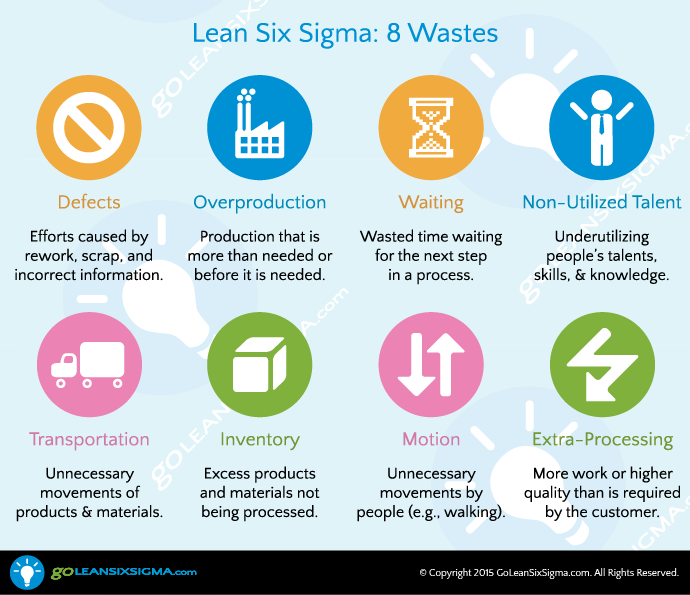 Lean Six Sigma: 8 Wastes
Defects
Efforts caused by
rework, scrap, and
incorrect information.
Overproduction
Production that is
more than needed or
before it is needed.
Waiting
Wasted time waiting
for the next step
in a process.
Non-Utilized Talent
Underutilizing
people's talents,
skills, & knowledge.
Transportation
Unnecessary
movements of
products & materials.
Inventory
Excess products
and materials not
being processed.
Motion
Unnecessary
movements by
people (e.g., walking).
Extra-Processing
More work or higher
quality than is required
by the customer.
goLEANSIXSIGMA.com
© Copyright 2015 GoLeanSixSigma.com. All Rights Reserved.